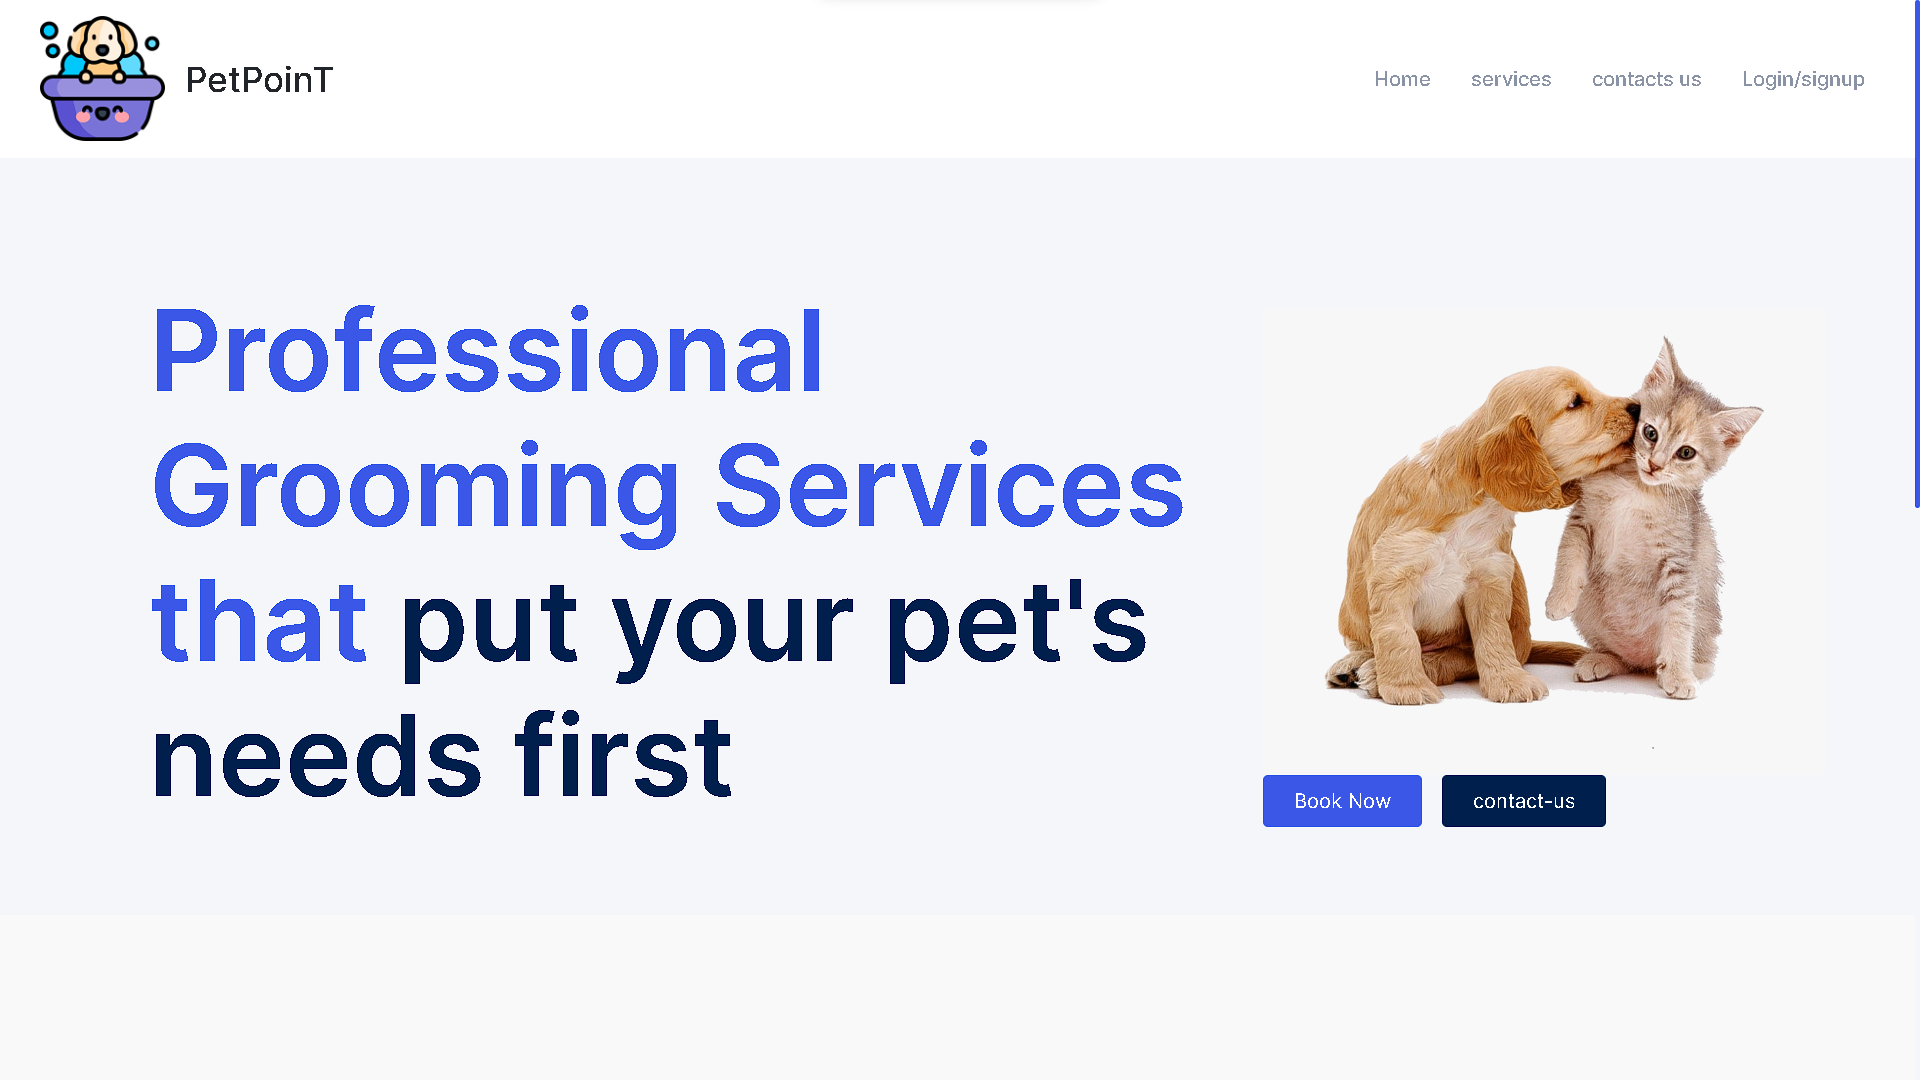 PetPoinT
Home services contacts us Login/signup
Professional
Grooming Services
that put your pet's
needs first
Book Now contact-us